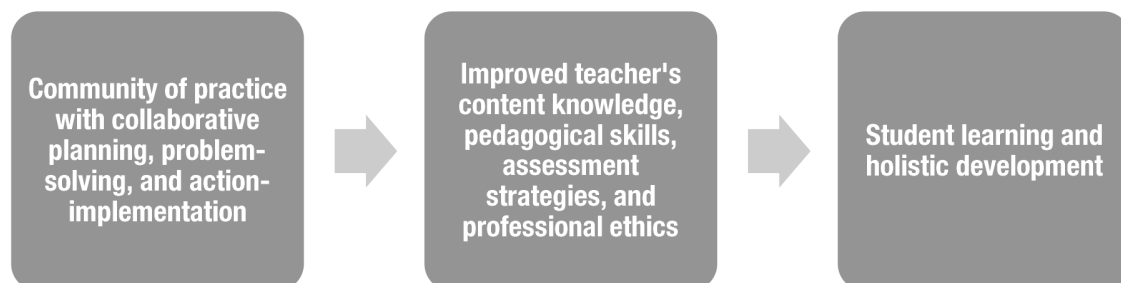 Community of practice
with collaborative
planning, problem-
solving, and action-
implementation
Improved teacher's
content knowledge,
pedagogical skills,
assessment
strategies, and
professional ethics
Student learning and
holistic development